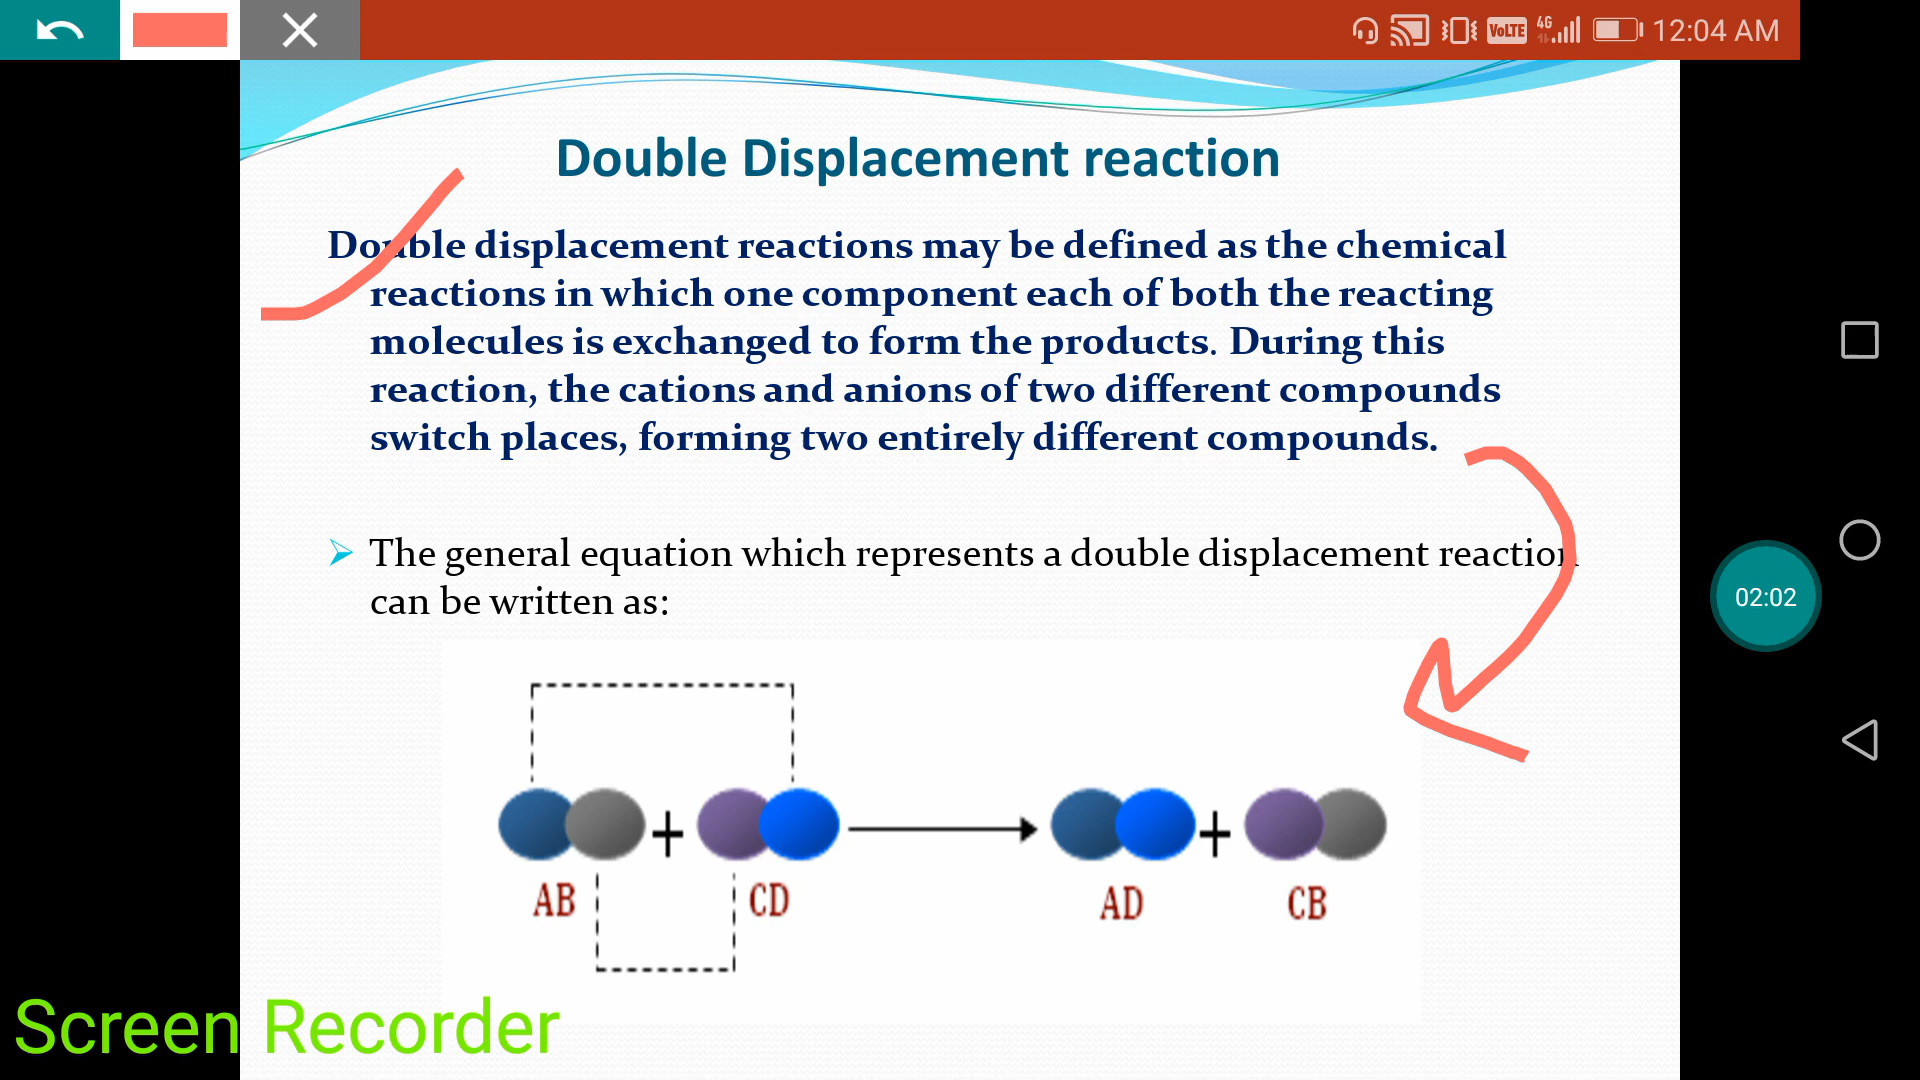 VoLTE 4G 12:04 AM
Double Displacement reaction
Double displacement reactions may be defined as the chemical
reactions in which one component each of both the reacting
molecules is exchanged to form the products. During this
reaction, the cations and anions of two different compounds
switch places, forming two entirely different compounds.
The general equation which represents a double displacement reaction
can be written as:
02:02
+ +
AB CD AD CB
Screen Recorder